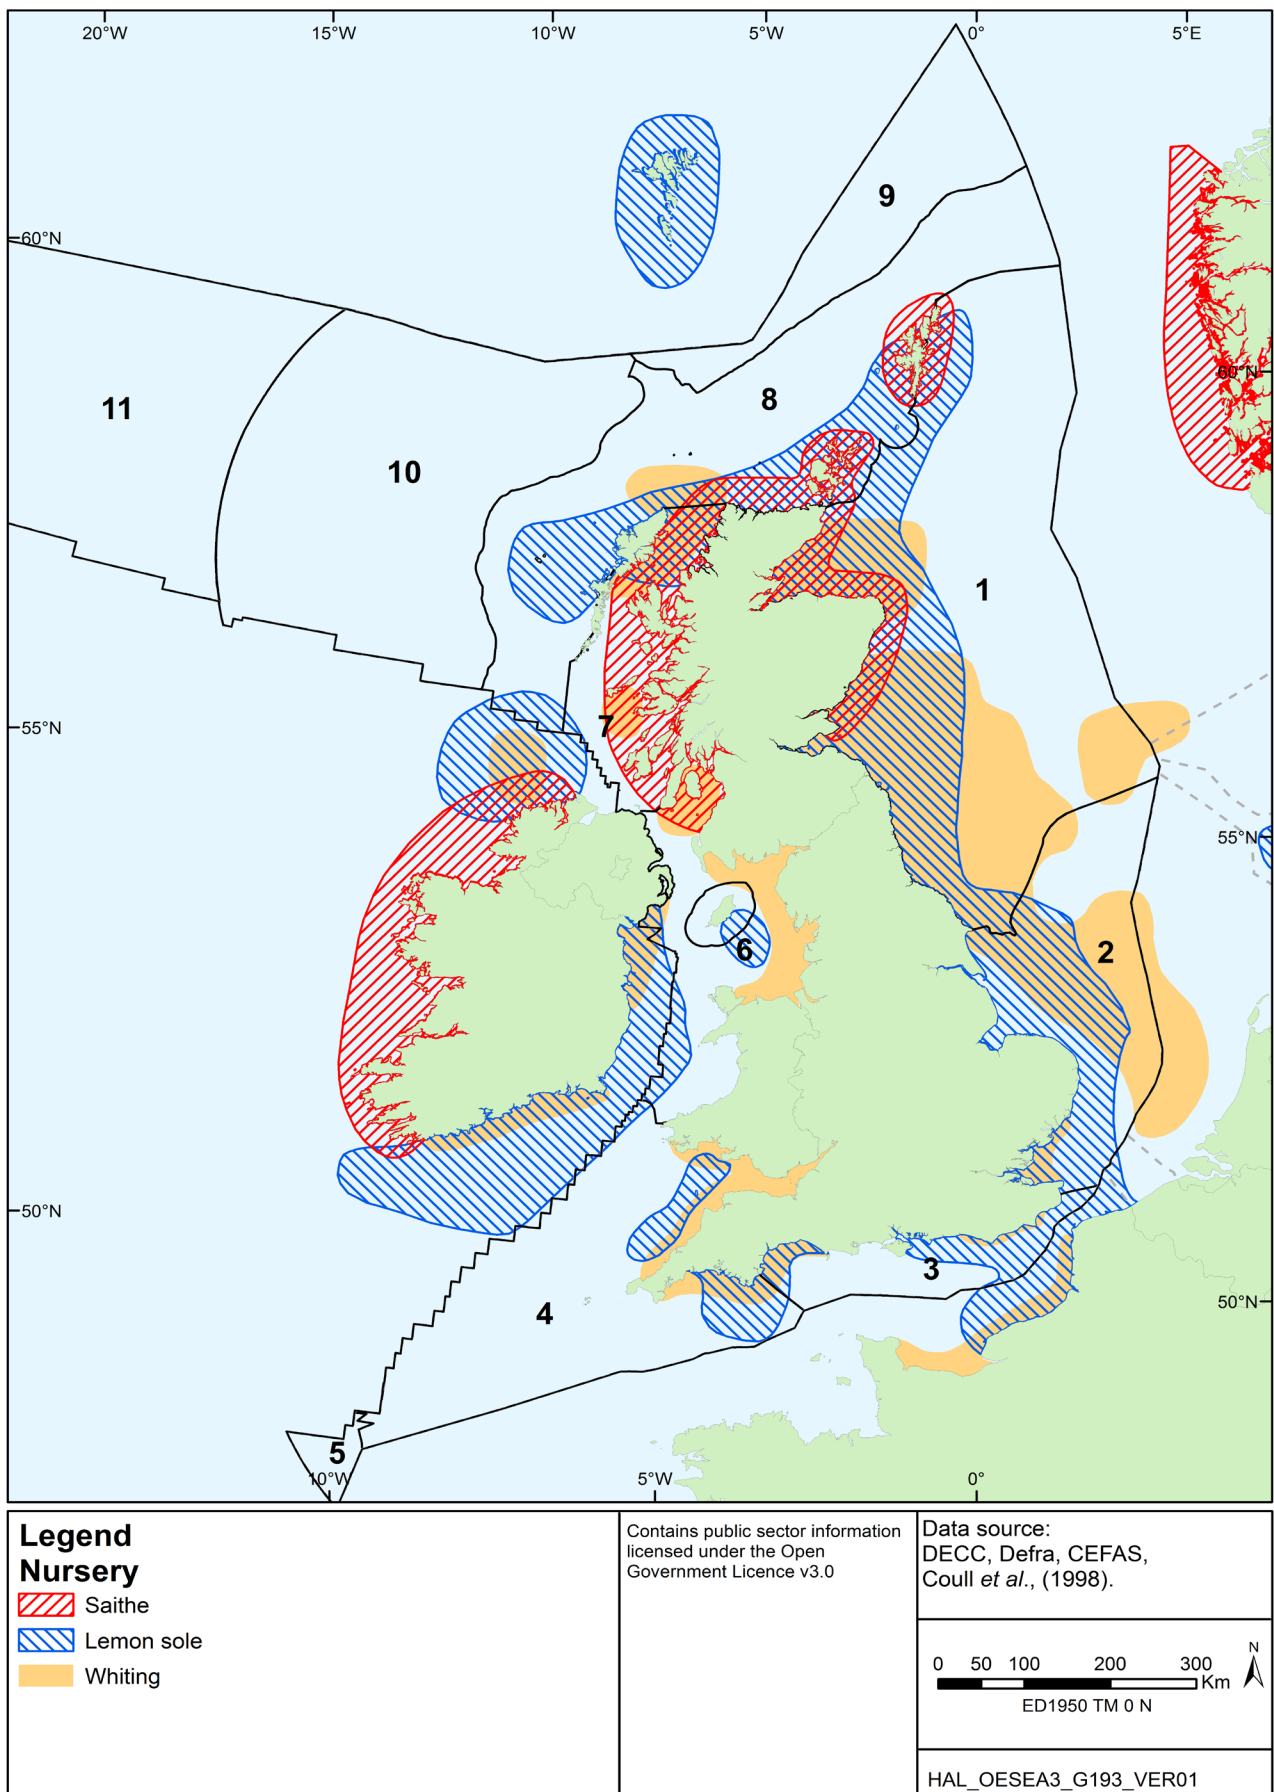 20°W 15°W 10°W 5°W 0° 5°E
9
60°N
60°N
8
11
10
1
7
55°N
55°N
6
2
50°N
3
50°N
4
5
10°W 5°W 0°
Legend
Nursery
Saithe
Lemon sole
Whiting
Contains public sector information
licensed under the Open
Government Licence v3.0
Data source:
DECC, Defra, CEFAS,
Coull et al., (1998).
0 50 100 200 300
Km
N
ED1950 TM 0 N
HAL_OESEA3_G193_VER01